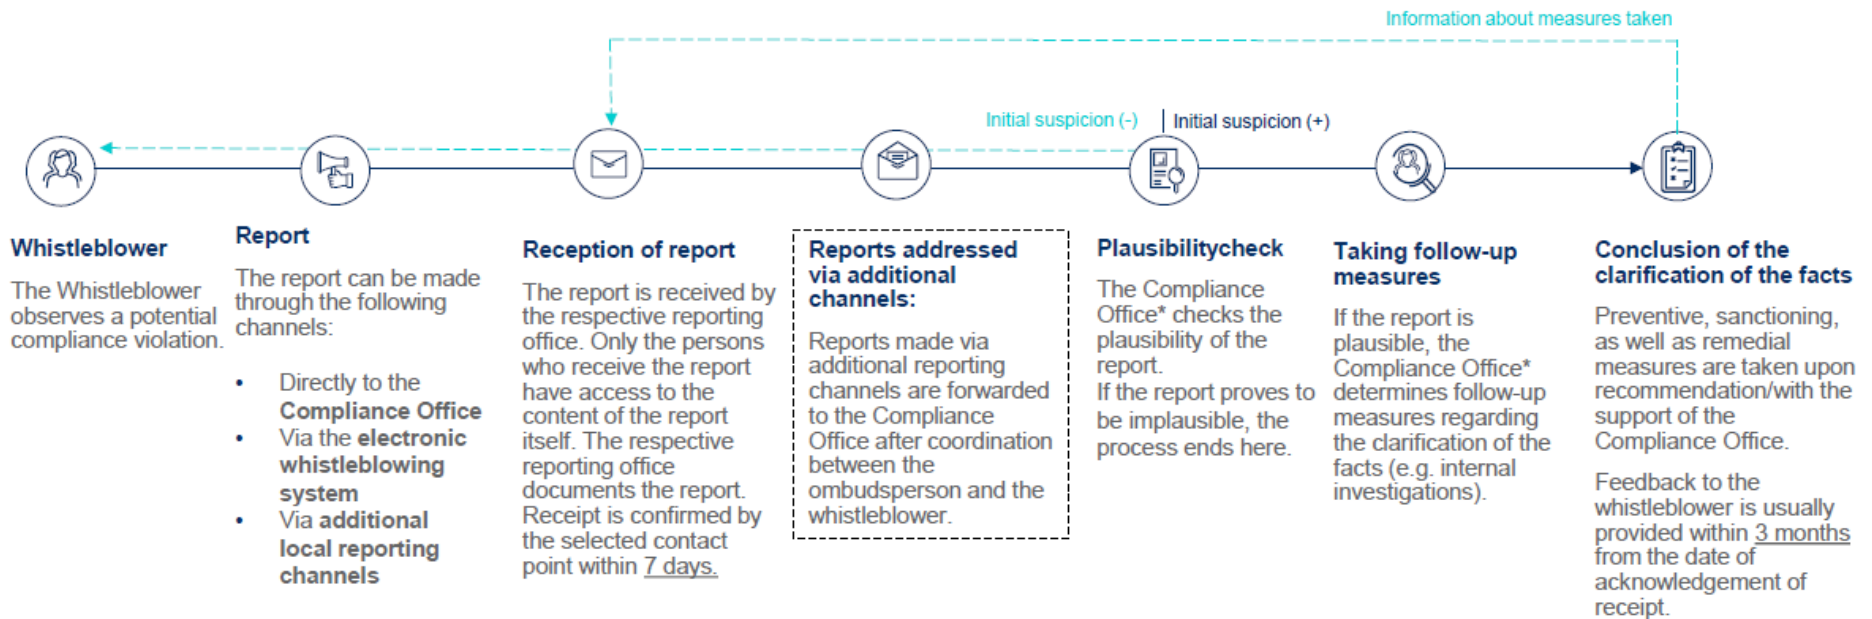 Information about measures taken
Initial suspicion (-)
Initial suspicion (+)
Whistleblower
The Whistleblower
observes a potential
compliance violation.
Report
The report can be made
through the following
channels:
• Directly to the
Compliance Office
• Via the electronic
whistleblowing
system
• Via additional
local reporting
channels
Reception of report
The report is received by
the respective reporting
office. Only the persons
who receive the report
have access to the
content of the report
itself. The respective
reporting office
documents the report.
Receipt is confirmed by
the selected contact
point within 7 days.
Reports addressed
via additional
channels:
Reports made via
additional reporting
channels are forwarded
to the Compliance
Office after coordination
between the
ombudsperson and the
whistleblower.
Plausibilitycheck
The Compliance
Office* checks the
plausibility of the
report.
If the report proves to
be implausible, the
process ends here.
Taking follow-up
measures
If the report is
plausible, the
Compliance Office*
determines follow-up
measures regarding
the clarification of the
facts (e.g. internal
investigations).
Conclusion of the
clarification of the facts
Preventive, sanctioning,
as well as remedial
measures are taken upon
recommendation/with the
support of the
Compliance Office.
Feedback to the
whistleblower is usually
provided within 3 months
from the date of
acknowledgement of
receipt.